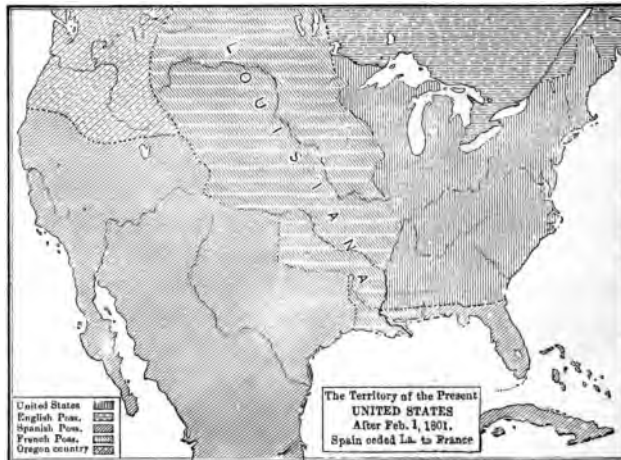 LOUISIANA
United States
English Poss.
Spanish Poss.
French Poss.
Oregon country
The Territory of the Present
UNITED STATES
After Feb. 1, 1801.
Spain ceded La. to France